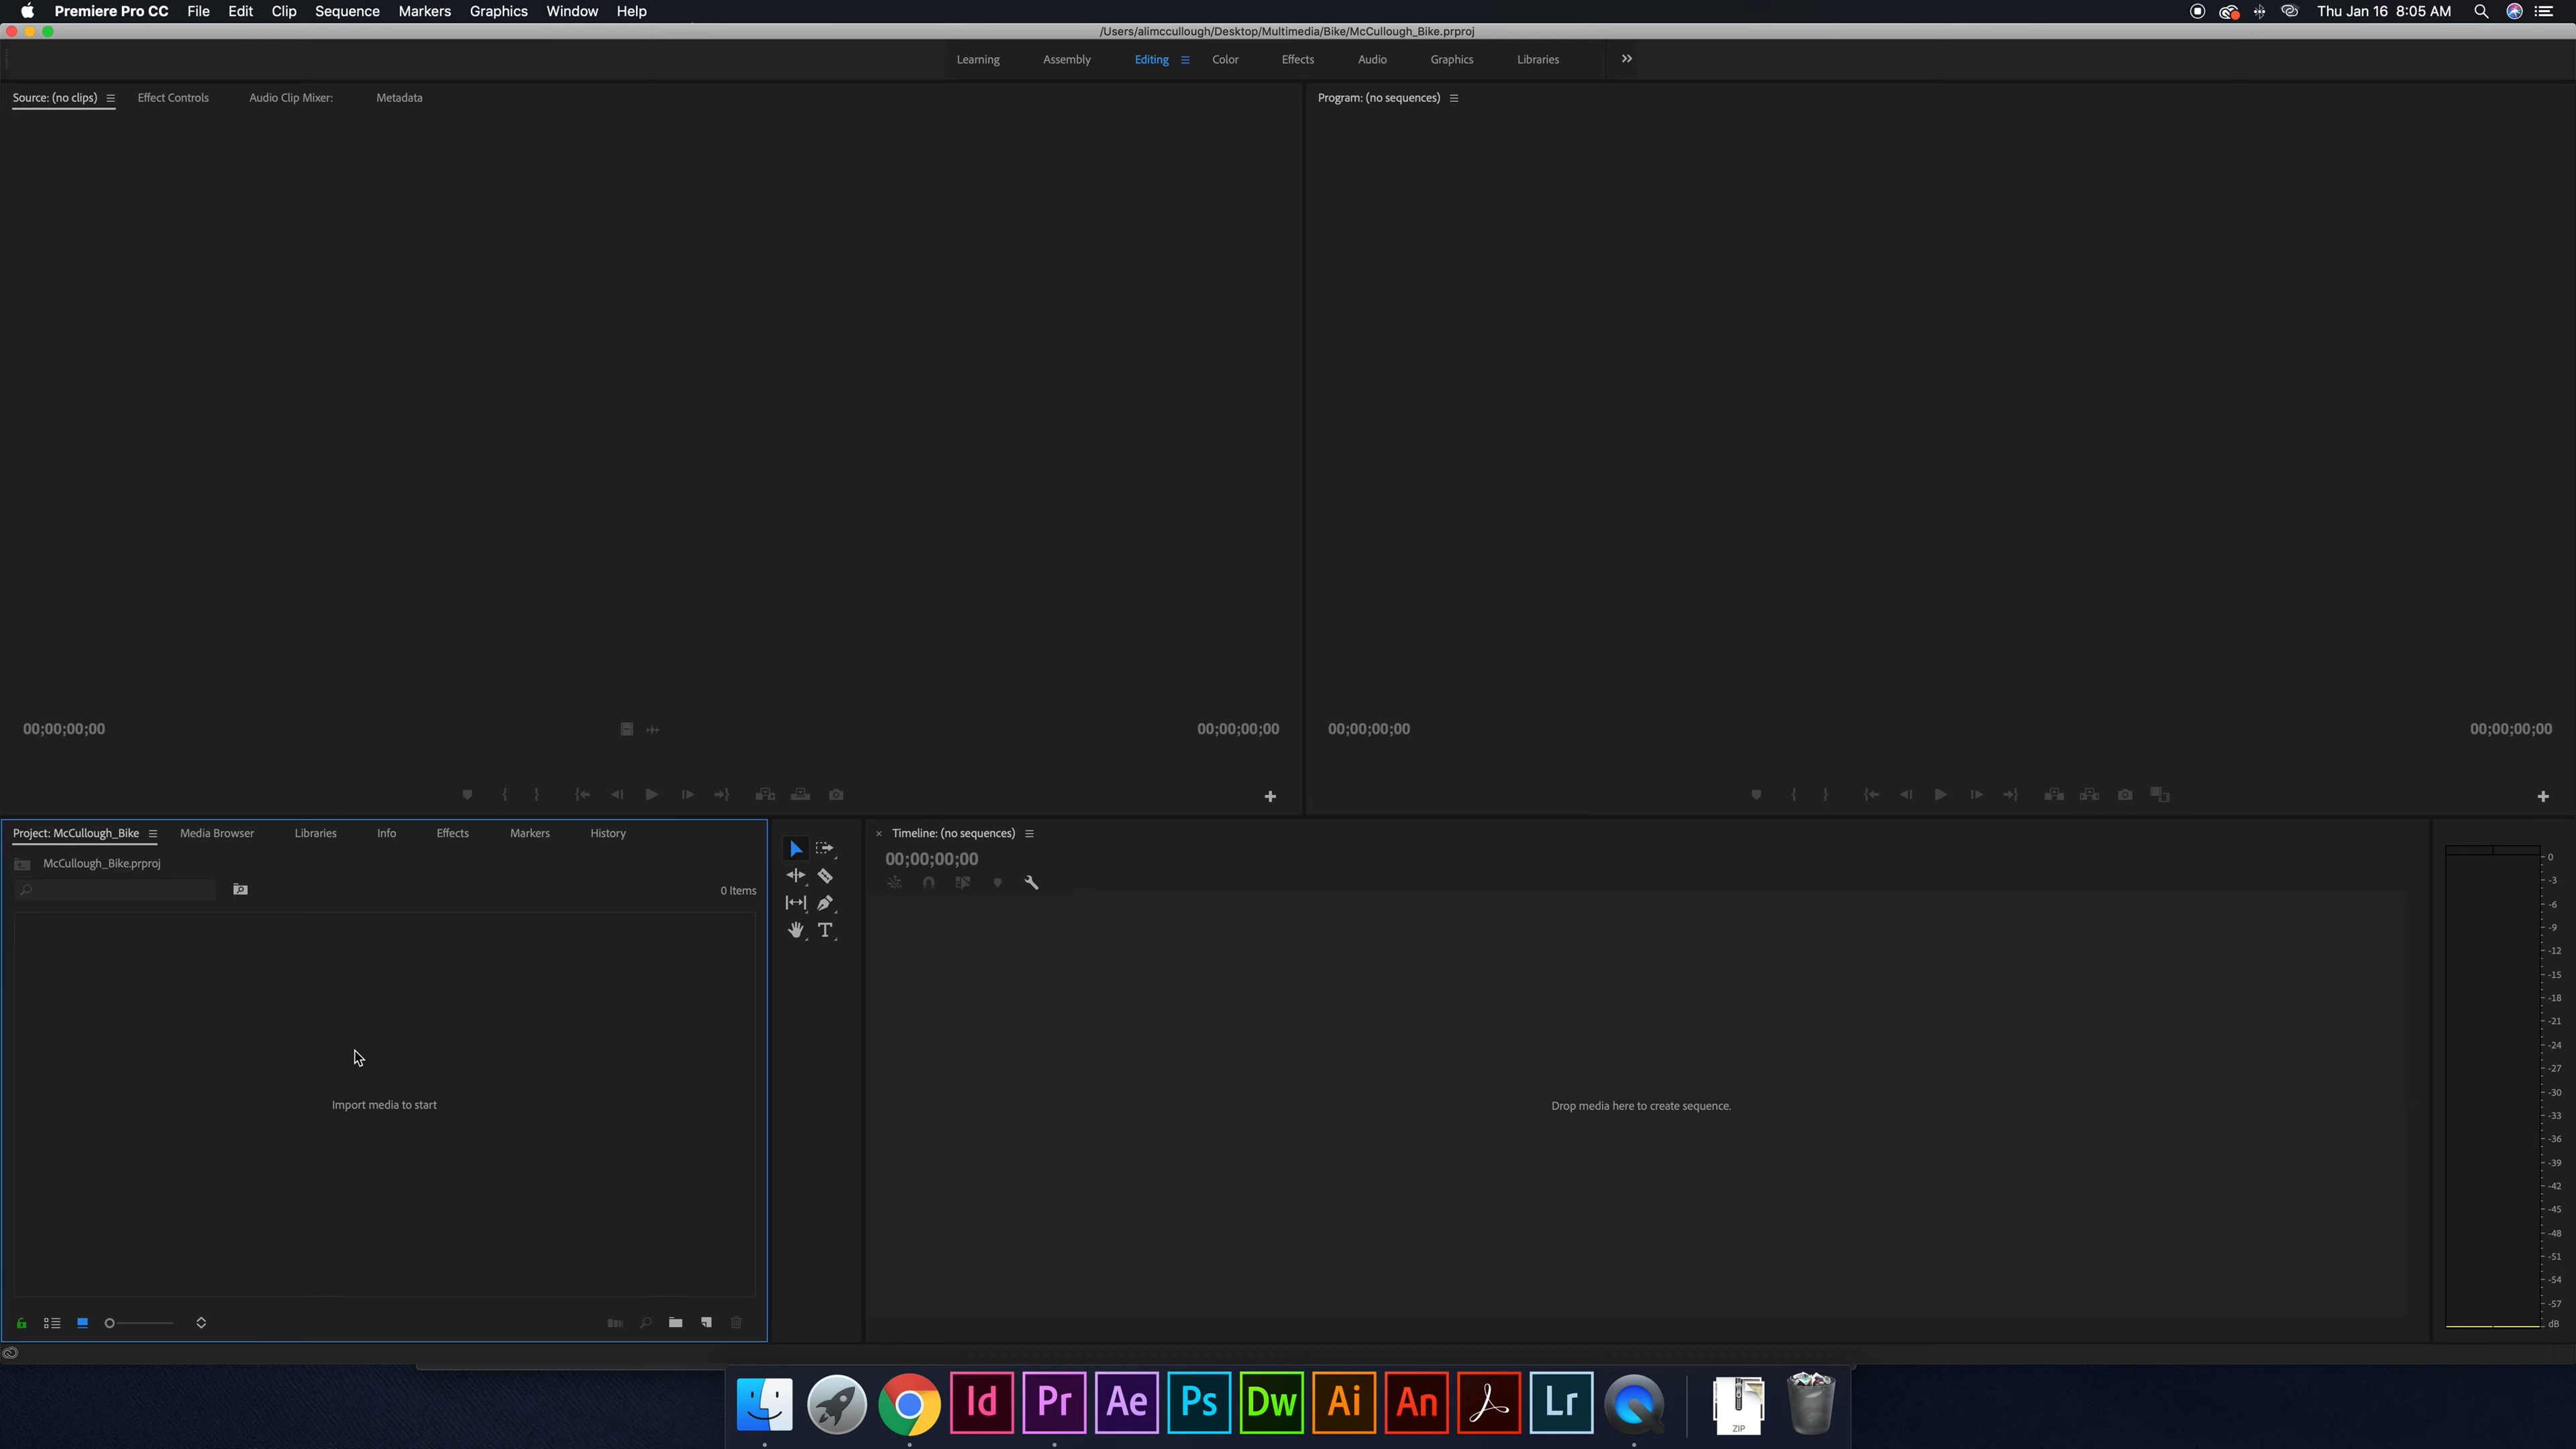 Premiere Pro CC File Edit Clip Sequence Markers Graphics Window Help Thu Jan 16 8:05 AM
/Users/alimccullough/Desktop/Multimedia/Bike/McCullough_Bike.prproj
Learning Assembly Editing Color Effects Audio Graphics Libraries
Source: (no clips) Effect Controls Audio Clip Mixer: Metadata
Program: (no sequences)
00;00;00;00 00;00;00;00
00;00;00;00 00;00;00;00
Project: McCullough_Bike Media Browser Libraries Info Effects Markers History
McCullough_Bike.prproj
0 Items
Import media to start
Timeline: (no sequences)
00;00;00;00
Drop media here to create sequence.
0
-3
-6
-9
-12
-15
-18
-21
-24
-27
-30
-33
-36
-39
-42
-45
-48
-51
-54
-57
dB
Id Pr Ae Ps Dw Ai An Lr ZIP